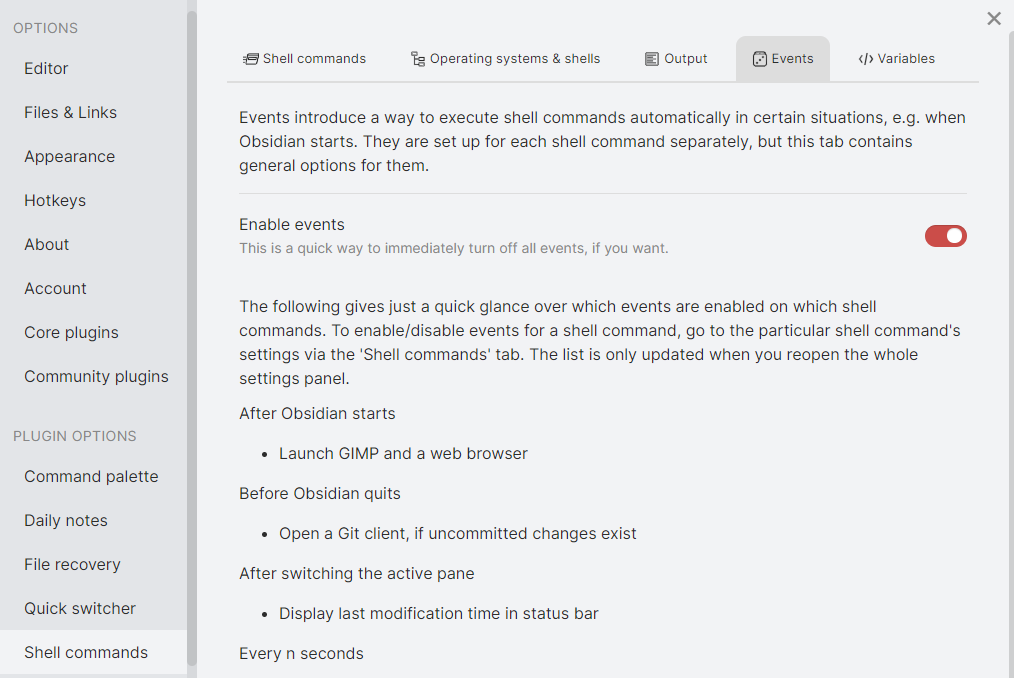 OPTIONS
Editor
Files & Links
Appearance
Hotkeys
About
Account
Core plugins
Community plugins
PLUGIN OPTIONS
Command palette
Daily notes
File recovery
Quick switcher
Shell commands
Shell commands
Operating systems & shells
Output
Events
Variables
Events introduce a way to execute shell commands automatically in certain situations, e.g. when
Obsidian starts. They are set up for each shell command separately, but this tab contains
general options for them.
Enable events
This is a quick way to immediately turn off all events, if you want.
The following gives just a quick glance over which events are enabled on which shell
commands. To enable/disable events for a shell command, go to the particular shell command's
settings via the 'Shell commands' tab. The list is only updated when you reopen the whole
settings panel.
After Obsidian starts
• Launch GIMP and a web browser
Before Obsidian quits
• Open a Git client, if uncommitted changes exist
After switching the active pane
• Display last modification time in status bar
Every n seconds